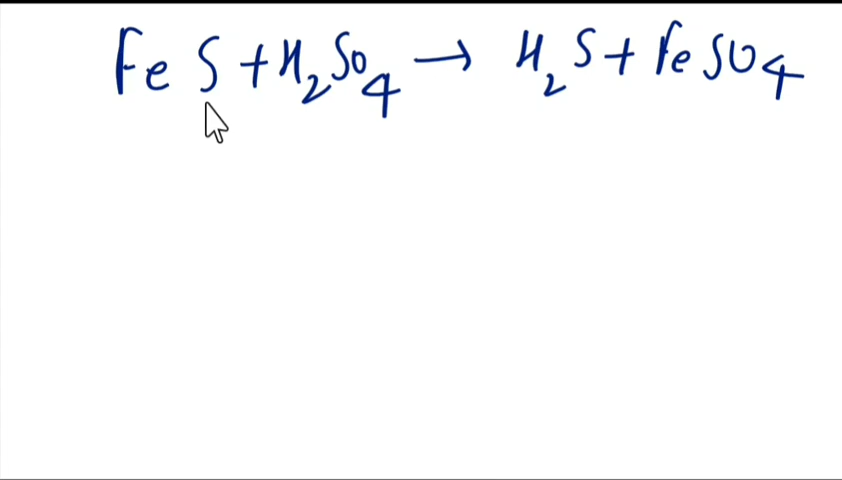 FeS + H₂SO₄ → H₂S + FeSO₄